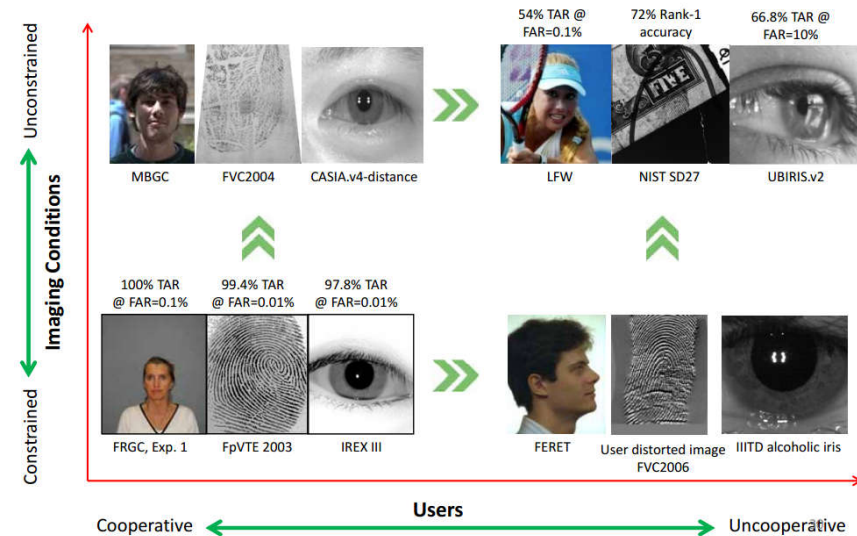 54% TAR @
FAR=0.1%
72% Rank-1
accuracy
66.8% TAR @
FAR=10%
Unconstrained
FIVE
MBGC
FVC2004
CASIA.v4-distance
LFW
NIST SD27
UBIRIS.v2
Imaging Conditions
100% TAR
@ FAR=0.1%
99.4% TAR
@ FAR=0.01%
97.8% TAR
@ FAR=0.01%
Constrained
FRGC, Exp. 1
FpVTE 2003
IREX III
FERET
User distorted image
FVC2006
IIITD alcoholic iris
Users
Cooperative
Uncooperative